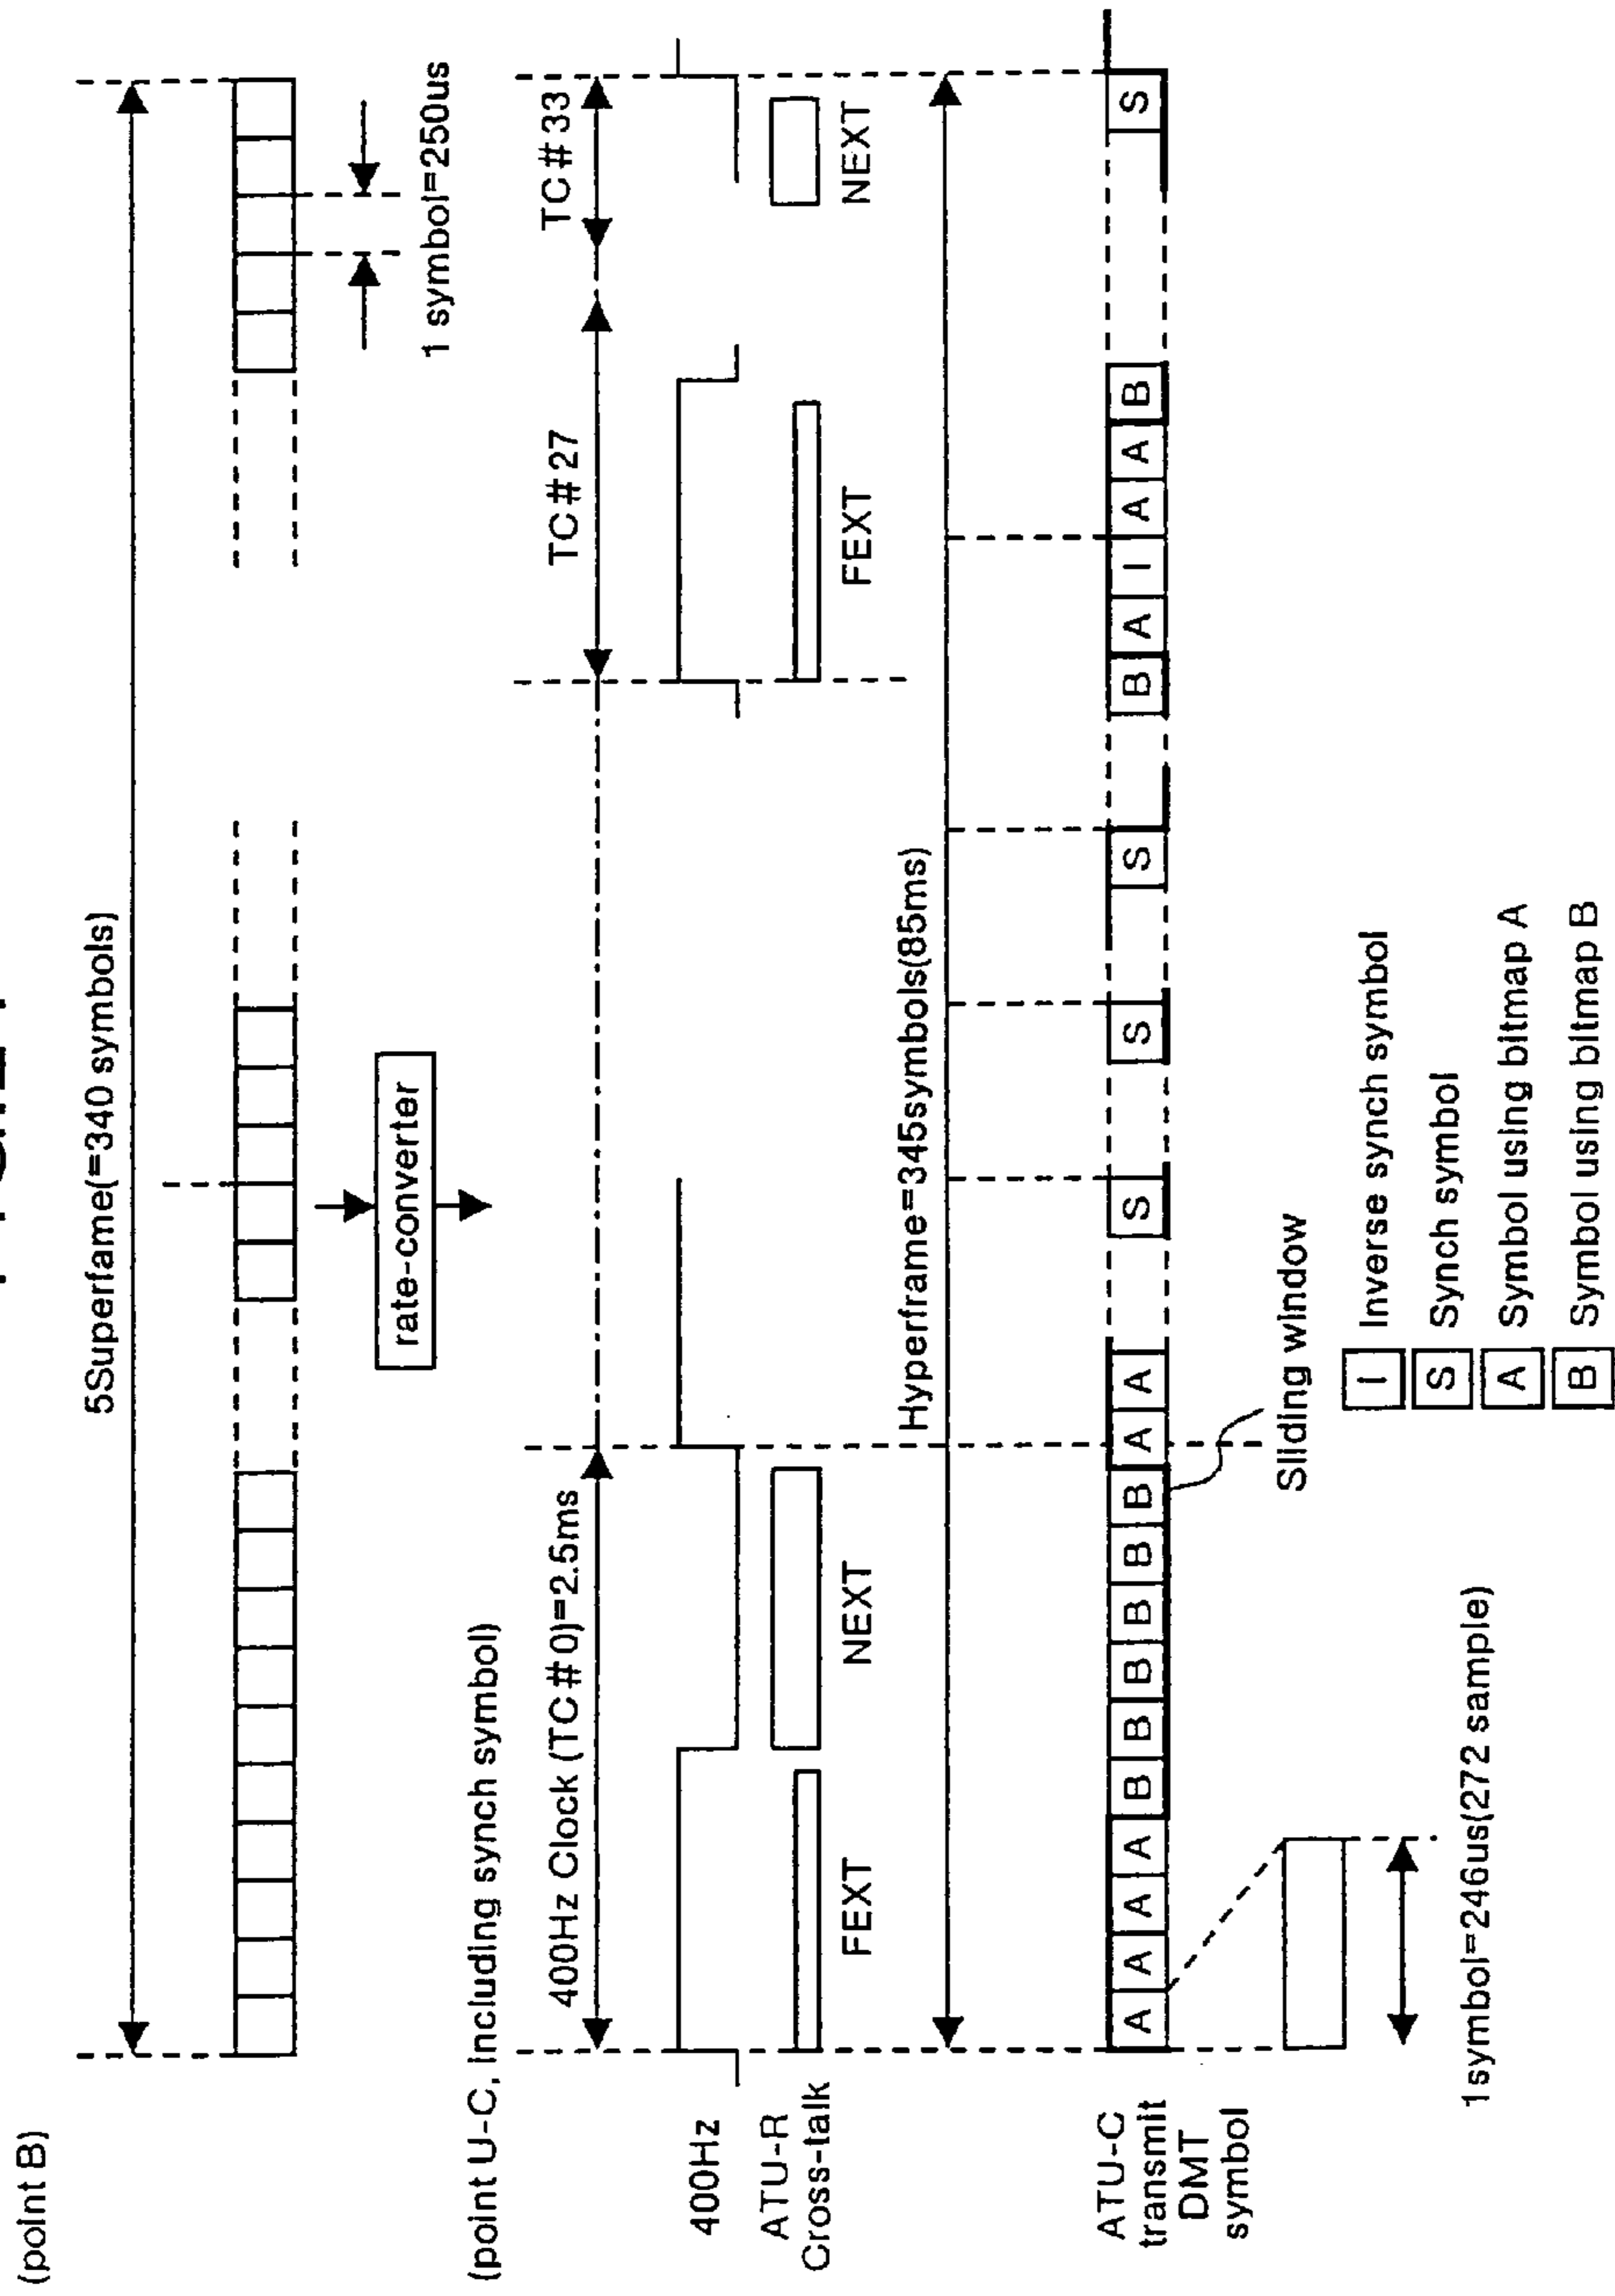 (point B)
5Superfame(=340 symbols)
1 symbol=250us
rate-converter
(point U-C, including synch symbol)
400Hz Clock (TC#0)=2.5ms
TC#27
TC#33
400Hz
ATU-R
Cross-talk
FEXT
NEXT
FEXT
NEXT
Hyperframe=345symbols(85ms)
ATU-C
transmit
DMT
symbol
A A A A B B B B B B A A S S S B A I A A B S
Sliding window
1symbol=246us(272 sample)
I Inverse synch symbol
S Synch symbol
A Symbol using bitmap A
B Symbol using bitmap B